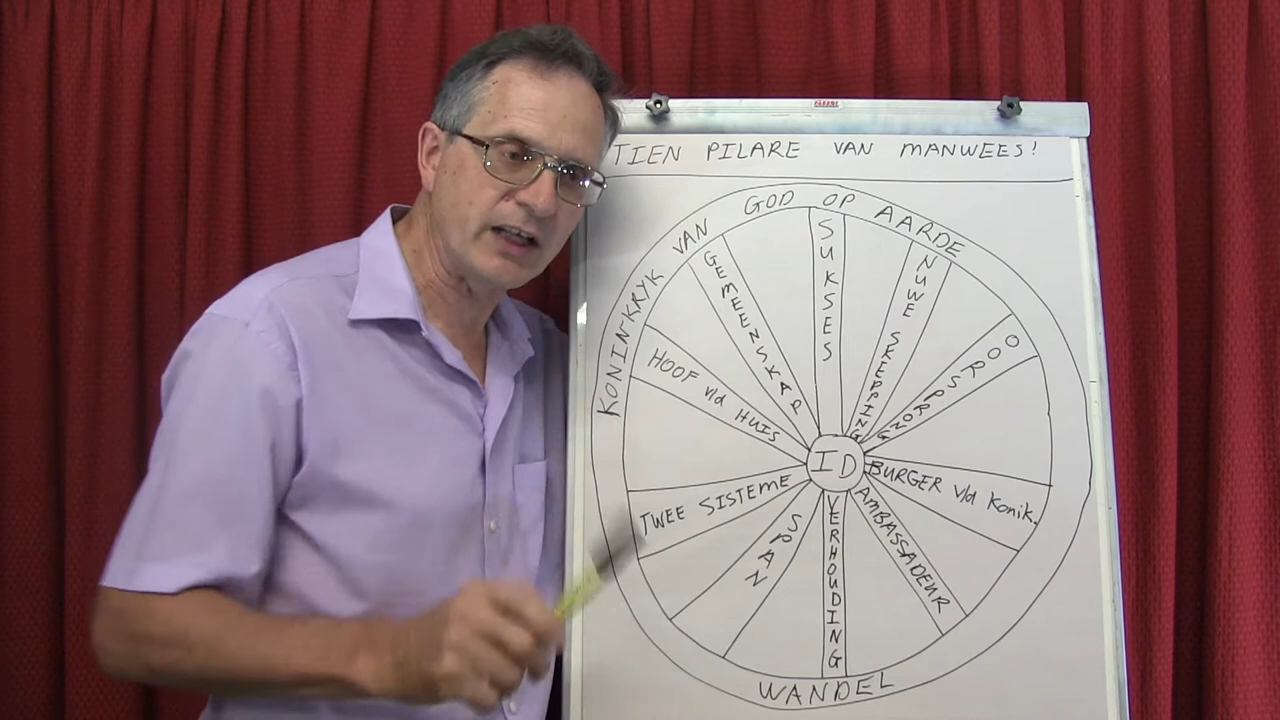 TIEN PILARE VAN MANWEES!
KONINKRYK VAN GOD OP AARDE
SUKSES
NUWE SKEPPING
OORSPRONG
BURGER v/d Konik.
AMBASSADEUR
VERHOUDING
SPAN
TWEE SISTEME
HOOF v/d HUIS
GEMEENSKAP
ID
WANDEL